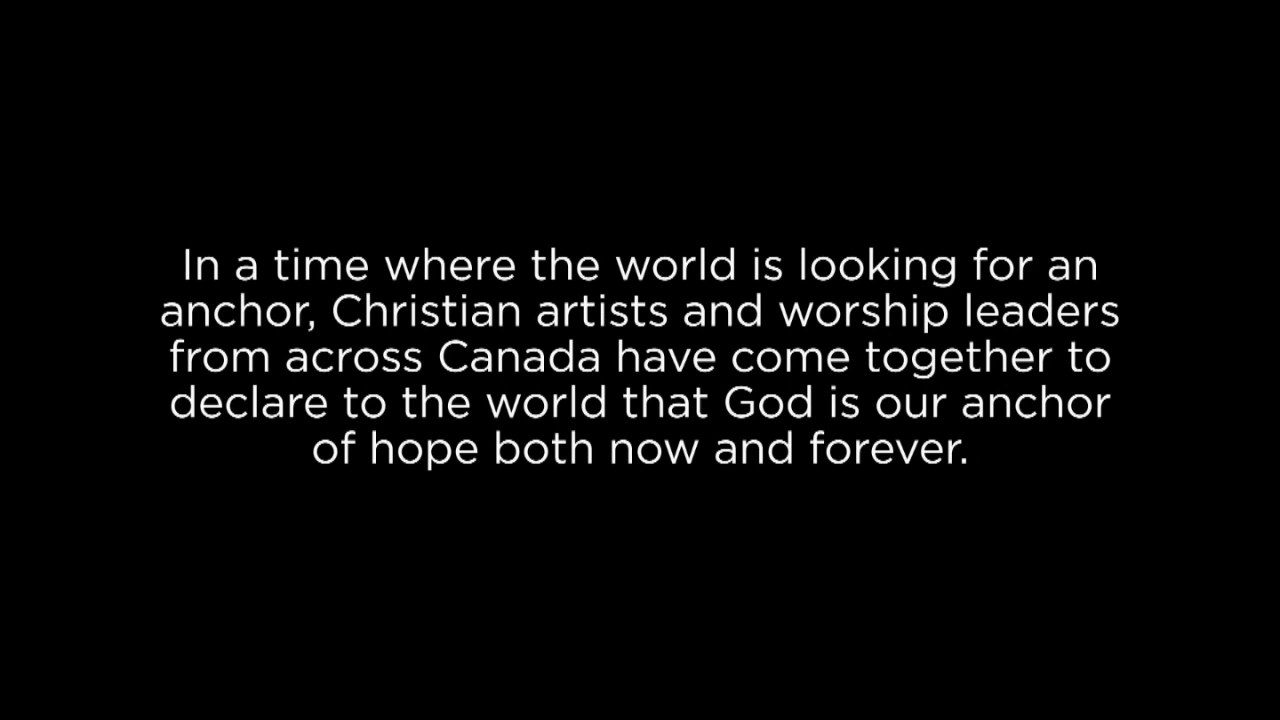 In a time where the world is looking for an
anchor, Christian artists and worship leaders
from across Canada have come together to
declare to the world that God is our anchor
of hope both now and forever.